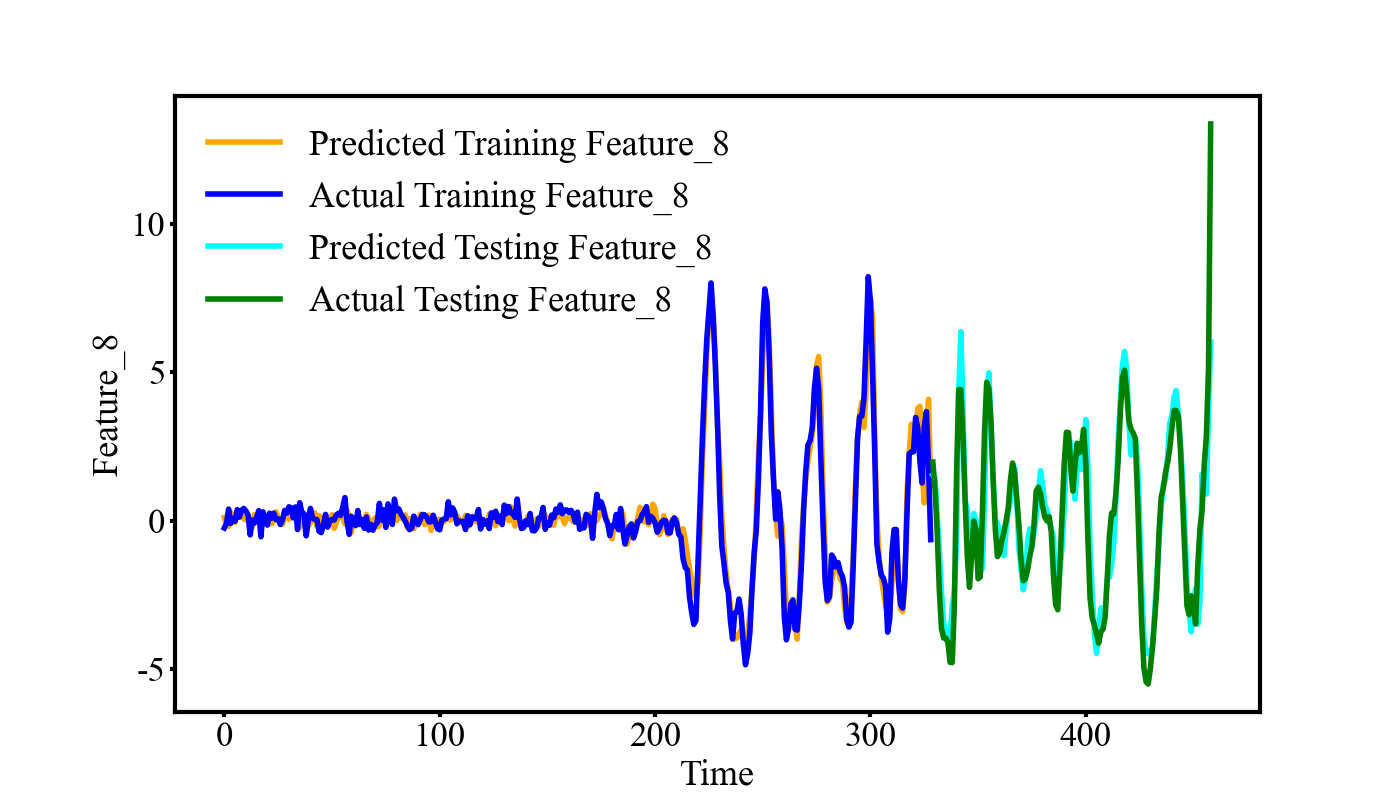 Predicted Training Feature_8
Actual Training Feature_8
Predicted Testing Feature_8
Actual Testing Feature_8
10
5
0
-5
Feature_8
0 100 200 300 400
Time